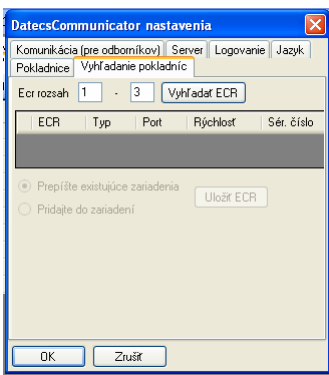 DatecsCommunicator nastavenia
Komunikácia (pre odborníkov) Server Logovanie Jazyk
Pokladnice Vyhľadanie pokladníc
Ecr rozsah 1 - 3 Vyhľadať ECR
ECR Typ Port Rýchlosť Sér. číslo
Prepíšte existujúce zariadenia
Uložiť ECR
Pridajte do zariadení
OK Zrušiť